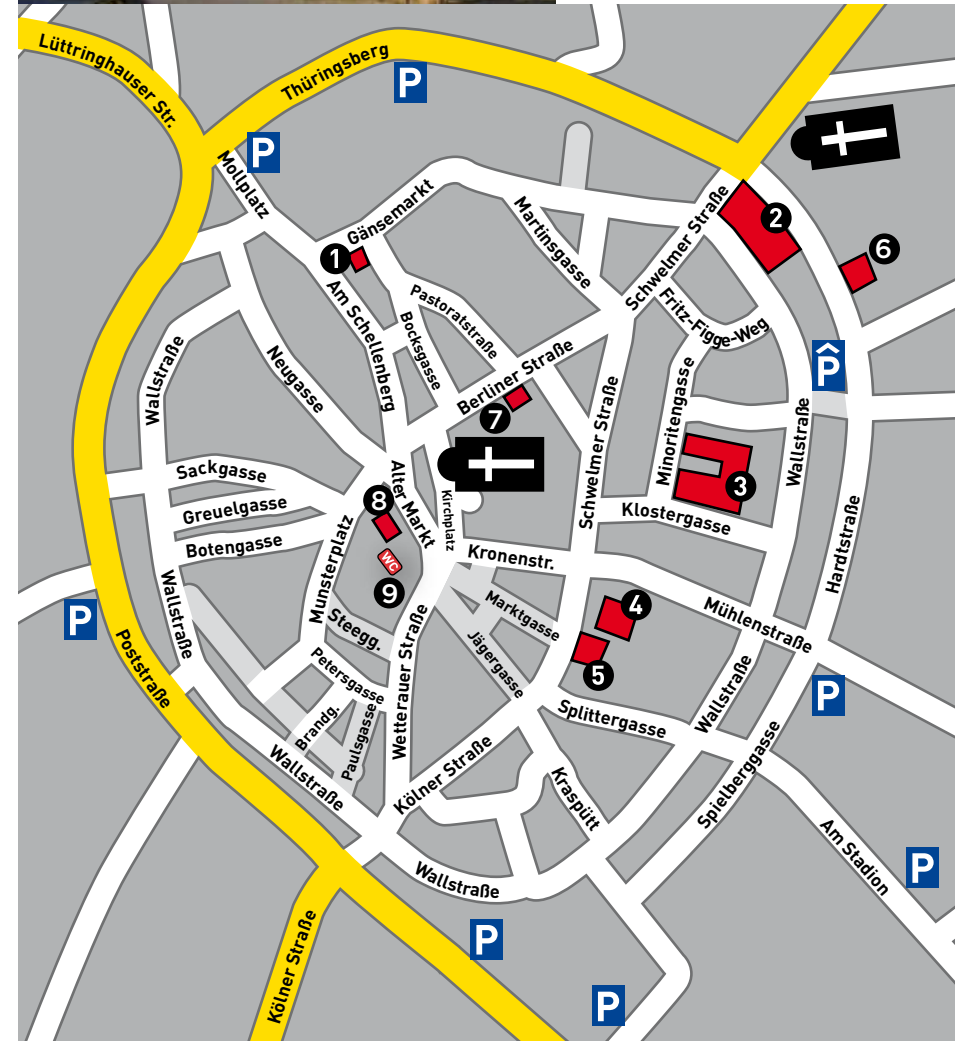 Lüttringhauser Str.
Thüringsberg
P
P
Mollplatz
Gänsemarkt
Martinsgasse
Schwelmer Straße
2
6
1
Am Schellenberg
Pastoratstraße
Bocksgasse
Fritz-Figge-Weg
P
Wallstraße
Neugasse
Berliner Straße
7
Schwelmer Straße
Minoritengasse
Wallstraße
3
Sackgasse
Greuelgasse
Botengasse
8
Alter Markt
Kirchplatz
Klostergasse
Hardtstraße
Munsterplatz
WC
9
Kronenstr.
Mühlenstraße
P
Wallstraße
Poststraße
Steegg.
Petersgasse
Brandg.
Paulsgasse
Wetterauer Straße
Marktgasse
Jägergasse
4
5
Splittergasse
Wallstraße
P
Spielberggasse
Wallstraße
Kölner Straße
Kraspütt
Am Stadion
P
Wallstraße
P
Kölner Straße
P